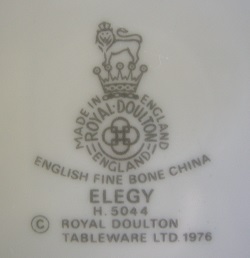 MADE IN ENGLAND
ROYAL·DOULTON
ENGLAND
ENGLISH FINE BONE CHINA
ELEGY
H.5044
© ROYAL DOULTON
TABLEWARE LTD. 1976